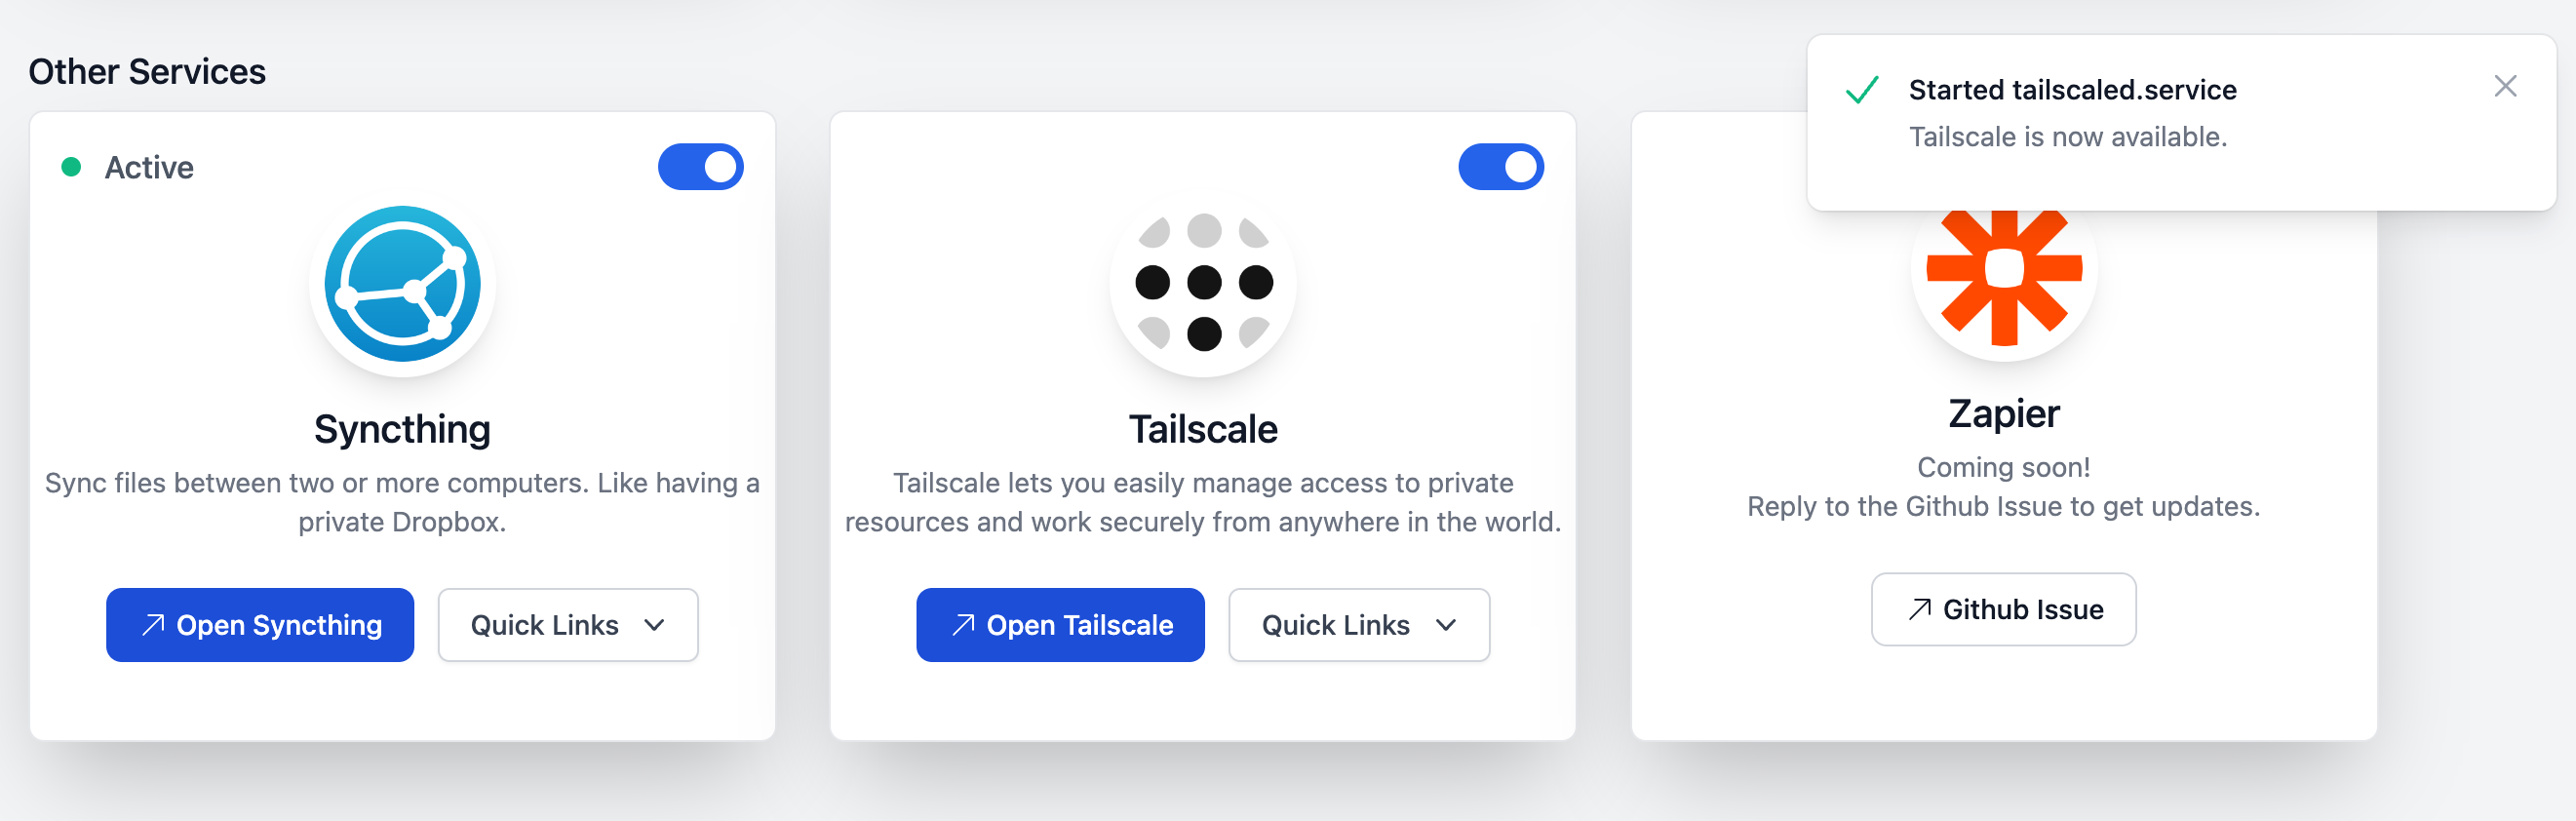 Other Services
Started tailscaled.service
Tailscale is now available.
Active
Syncthing
Sync files between two or more computers. Like having a
private Dropbox.
Open Syncthing
Quick Links
Tailscale
Tailscale lets you easily manage access to private
resources and work securely from anywhere in the world.
Open Tailscale
Quick Links
Zapier
Coming soon!
Reply to the Github Issue to get updates.
Github Issue